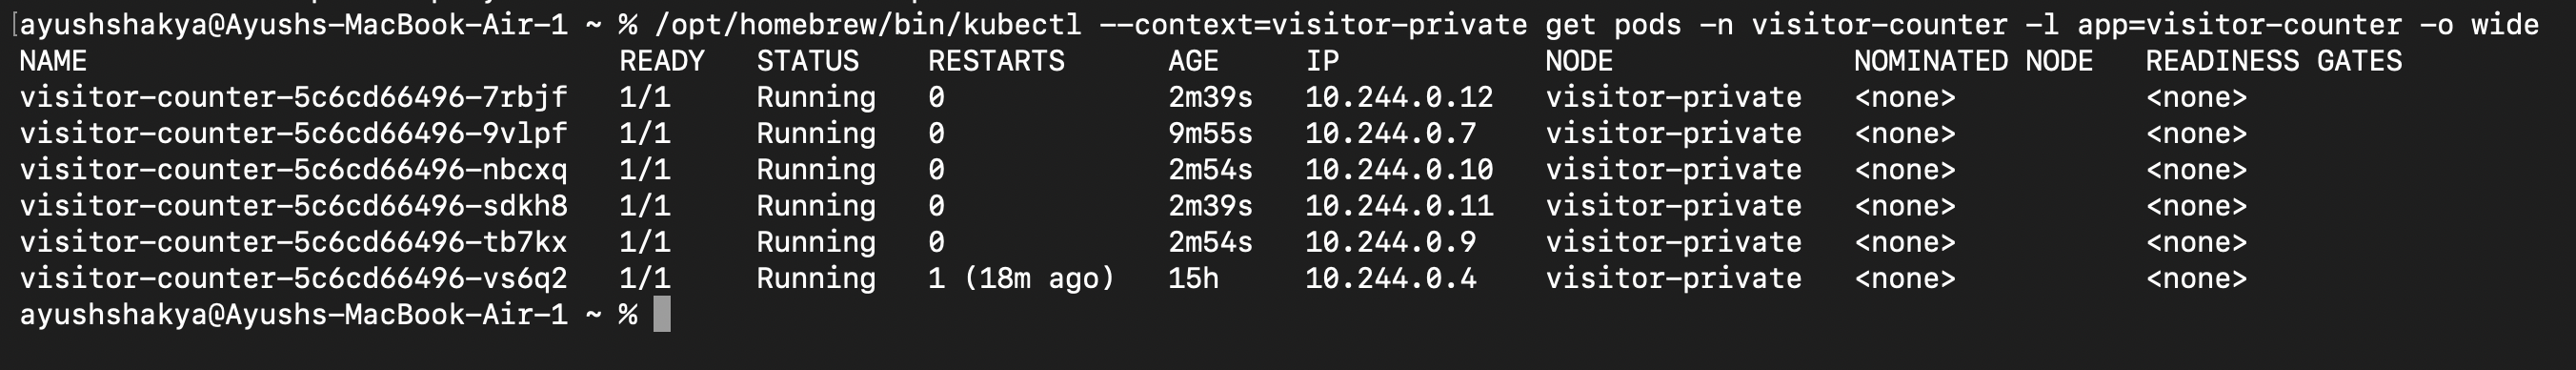 [ayushshakya@Ayushs-MacBook-Air-1 ~ % /opt/homebrew/bin/kubectl --context=visitor-private get pods -n visitor-counter -l app=visitor-counter -o wide
NAME READY STATUS RESTARTS AGE IP NODE NOMINATED NODE READINESS GATES
visitor-counter-5c6cd66496-7rbjf 1/1 Running 0 2m39s 10.244.0.12 visitor-private <none> <none>
visitor-counter-5c6cd66496-9vlpf 1/1 Running 0 9m55s 10.244.0.7 visitor-private <none> <none>
visitor-counter-5c6cd66496-nbcxq 1/1 Running 0 2m54s 10.244.0.10 visitor-private <none> <none>
visitor-counter-5c6cd66496-sdkh8 1/1 Running 0 2m39s 10.244.0.11 visitor-private <none> <none>
visitor-counter-5c6cd66496-tb7kx 1/1 Running 0 2m54s 10.244.0.9 visitor-private <none> <none>
visitor-counter-5c6cd66496-vs6q2 1/1 Running 1 (18m ago) 15h 10.244.0.4 visitor-private <none> <none>
ayushshakya@Ayushs-MacBook-Air-1 ~ %